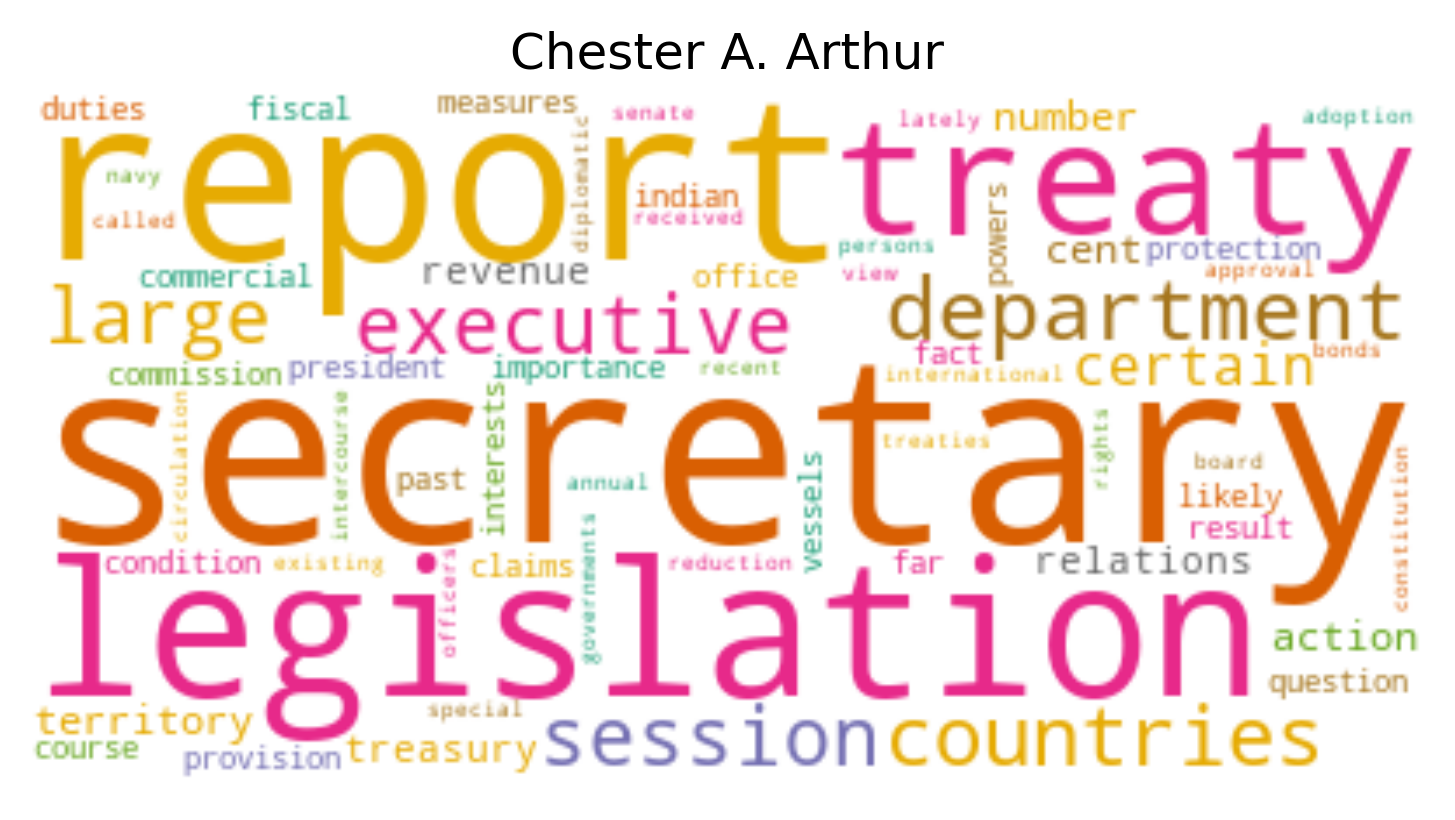 Chester A. Arthur
duties fiscal measures senate lately number adoption
report treaty
navy diplomatic indian
called received powers
persons cent protection
commercial revenue office view approval
large executive department
fact bonds
commission president importance recent international certain
secretary
circulation intercourse interests treaties rights
past annual vessels board constitution
likely
result
condition existing claims reduction far relations
legislation
officers governments action
question
territory special
course provision treasury session countries